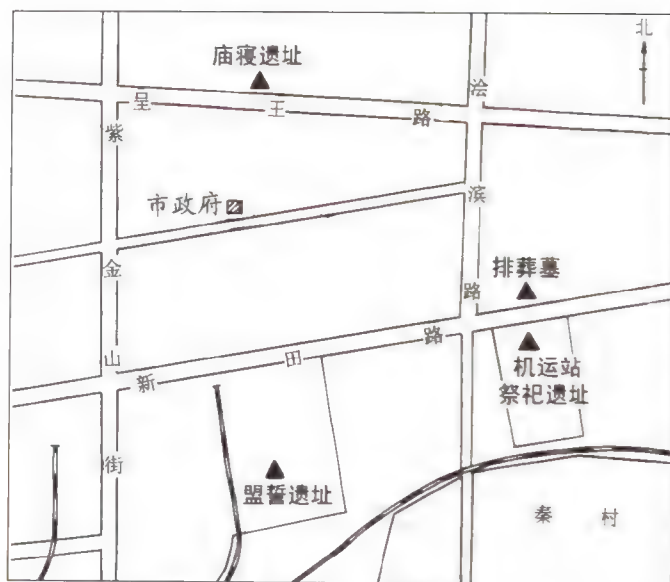 北
庙寝遗址
呈王路
浍滨路
紫金山街
市政府
排葬墓
新田路
机运站
祭祀遗址
盟誓遗址
秦村